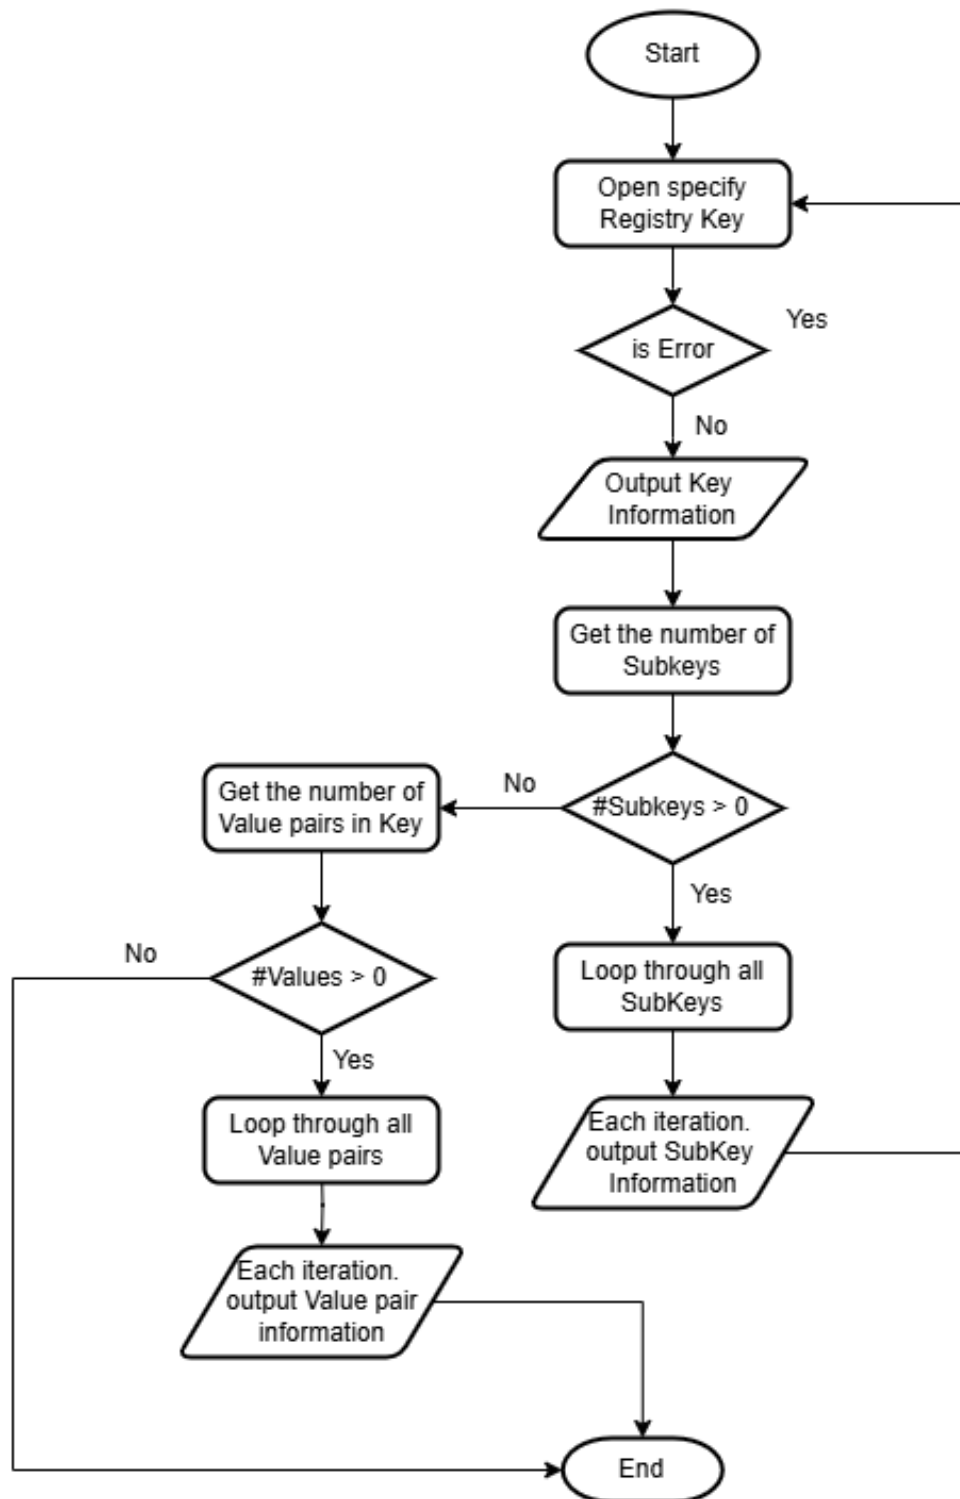 Start
Open specify
Registry Key
Yes
is Error
No
Output Key
Information
Get the number of
Subkeys
No
#Subkeys > 0
Get the number of
Value pairs in Key
Yes
No
#Values > 0
Loop through all
SubKeys
Yes
Loop through all
Value pairs
Each iteration.
output SubKey
Information
Each iteration.
output Value pair
information
End